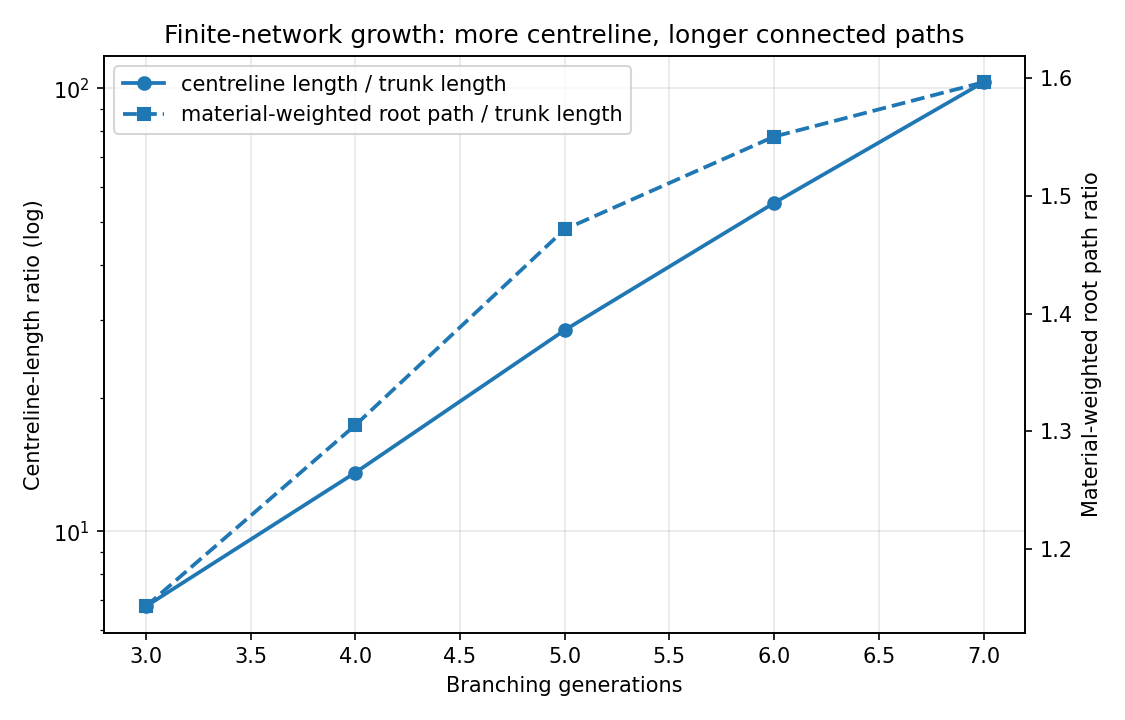 Finite-network growth: more centreline, longer connected paths
centreline length / trunk length
material-weighted root path / trunk length
Centreline-length ratio (log)
10²
10¹
Material-weighted root path ratio
1.6
1.5
1.4
1.3
1.2
3.0 3.5 4.0 4.5 5.0 5.5 6.0 6.5 7.0
Branching generations